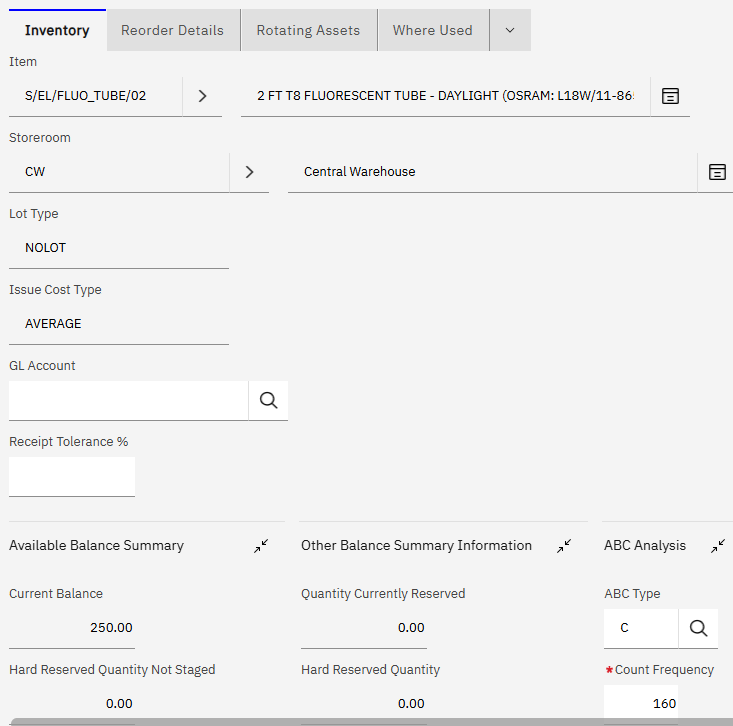 Inventory Reorder Details Rotating Assets Where Used
Item
S/EL/FLUO_TUBE/02 2 FT T8 FLUORESCENT TUBE - DAYLIGHT (OSRAM: L18W/11-86
Storeroom
CW Central Warehouse
Lot Type
NOLOT
Issue Cost Type
AVERAGE
GL Account
Receipt Tolerance %
Available Balance Summary Other Balance Summary Information ABC Analysis
Current Balance Quantity Currently Reserved ABC Type
250.00 0.00 C
Hard Reserved Quantity Not Staged Hard Reserved Quantity *Count Frequency
0.00 0.00 160